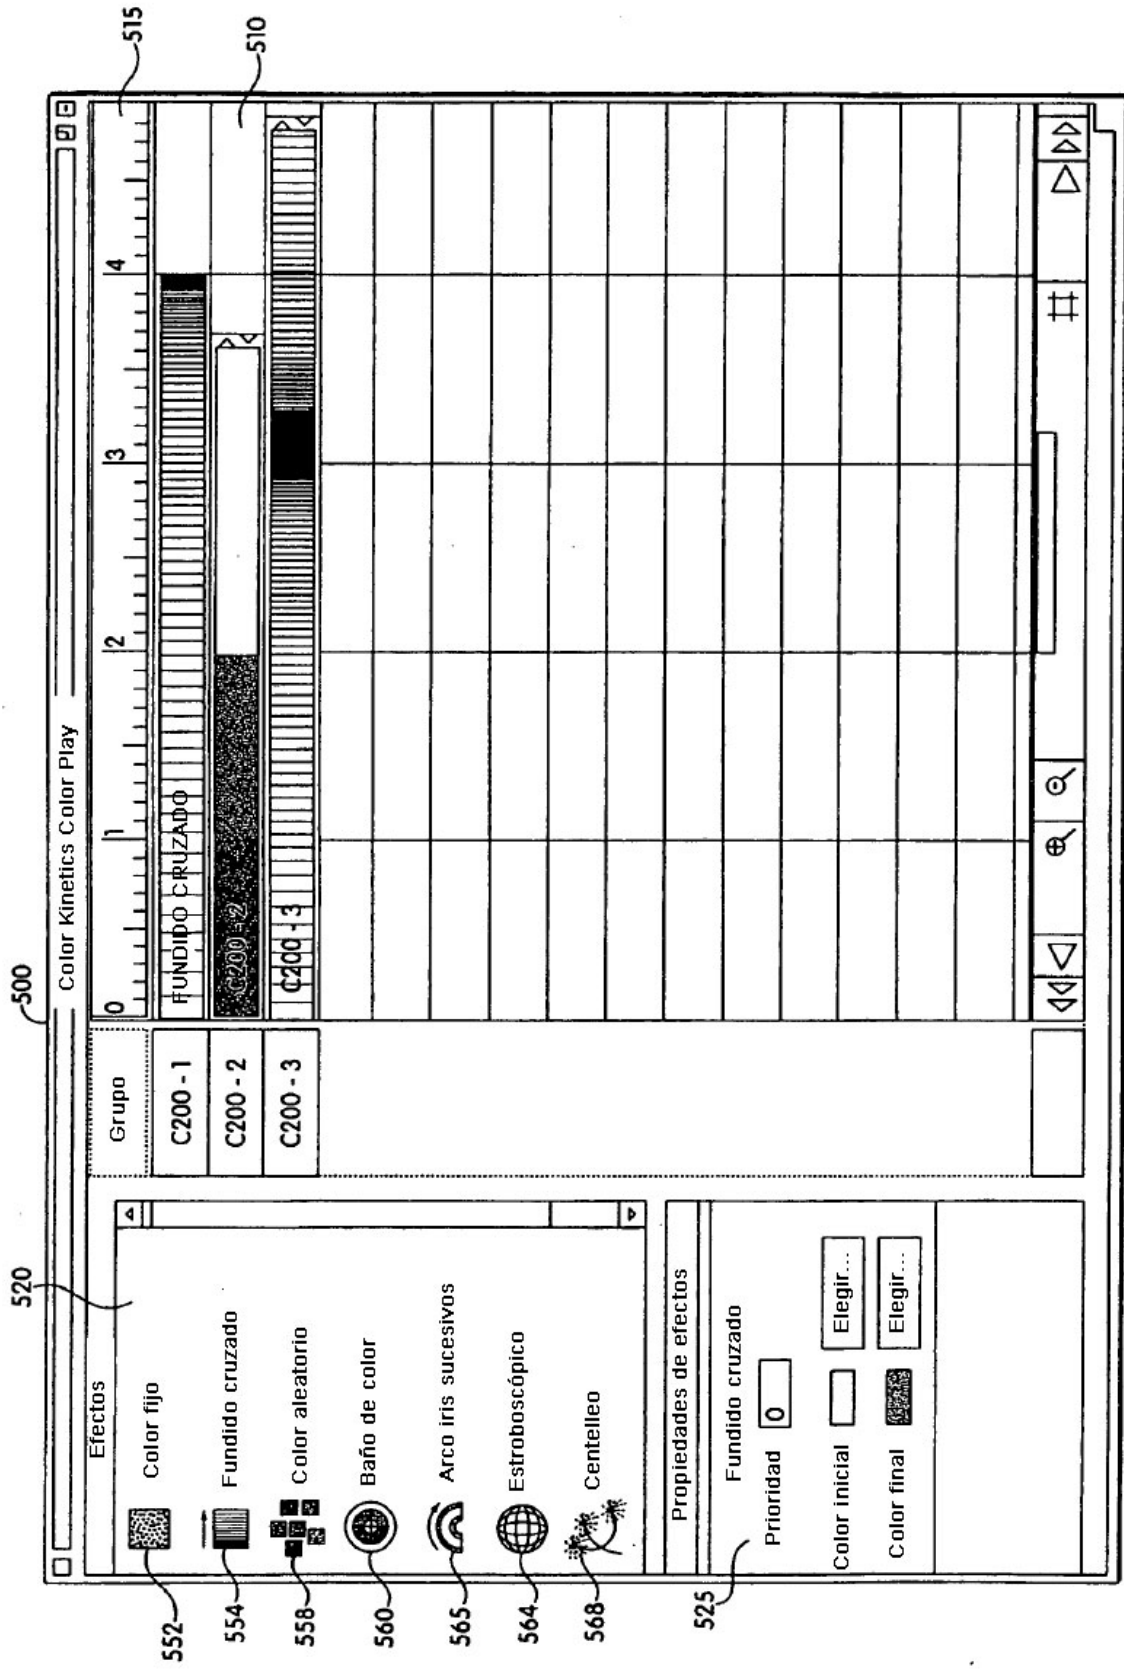 500
Color Kinetics Color Play
520
515
510
Efectos
Grupo
0 1 2 3 4
552
Color fijo
C200 - 1
FUNDIDO CRUZADO
554
Fundido cruzado
C200 - 2
C200 - 2
558
Color aleatorio
C200 - 3
C200 - 3
560
Baño de color
565
Arco iris sucesivos
564
Estroboscópico
568
Centelleo
Propiedades de efectos
525
Fundido cruzado
Prioridad 0
Color inicial Elegir...
Color final Elegir...